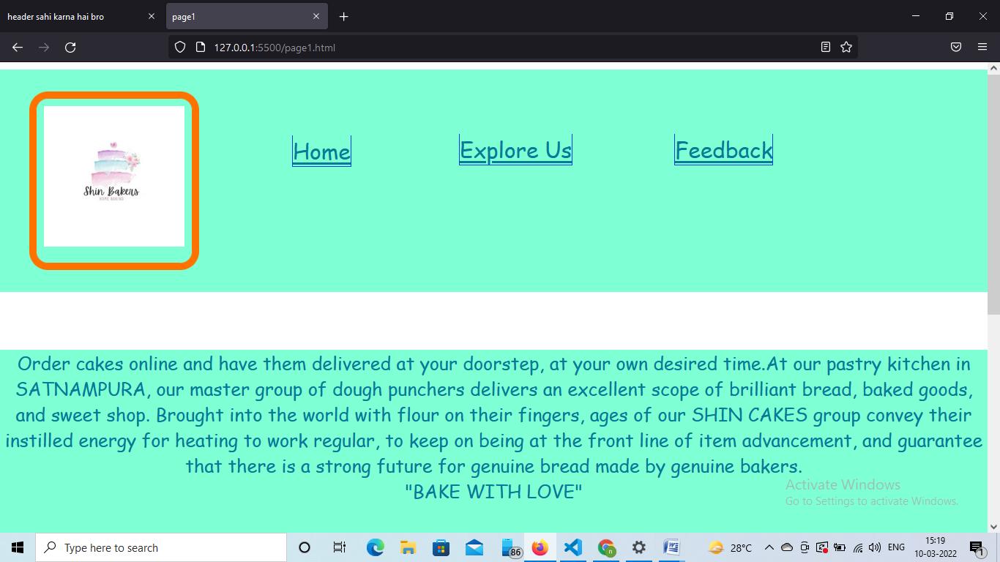 header sahi karna hai bro
page1
127.0.0.1:5500/page1.html
Shin Bakers
HOME BAKING
Home
Explore Us
Feedback
Order cakes online and have them delivered at your doorstep, at your own desired time.At our pastry kitchen in
SATNAMPURA, our master group of dough punchers delivers an excellent scope of brilliant bread, baked goods,
and sweet shop. Brought into the world with flour on their fingers, ages of our SHIN CAKES group convey their
instilled energy for heating to work regular, to keep on being at the front line of item advancement, and guarantee
that there is a strong future for genuine bread made by genuine bakers.
"BAKE WITH LOVE"
Activate Windows
Go to Settings to activate Windows.
Type here to search
86
n
W
28°C
ENG
15:19
10-03-2022
1